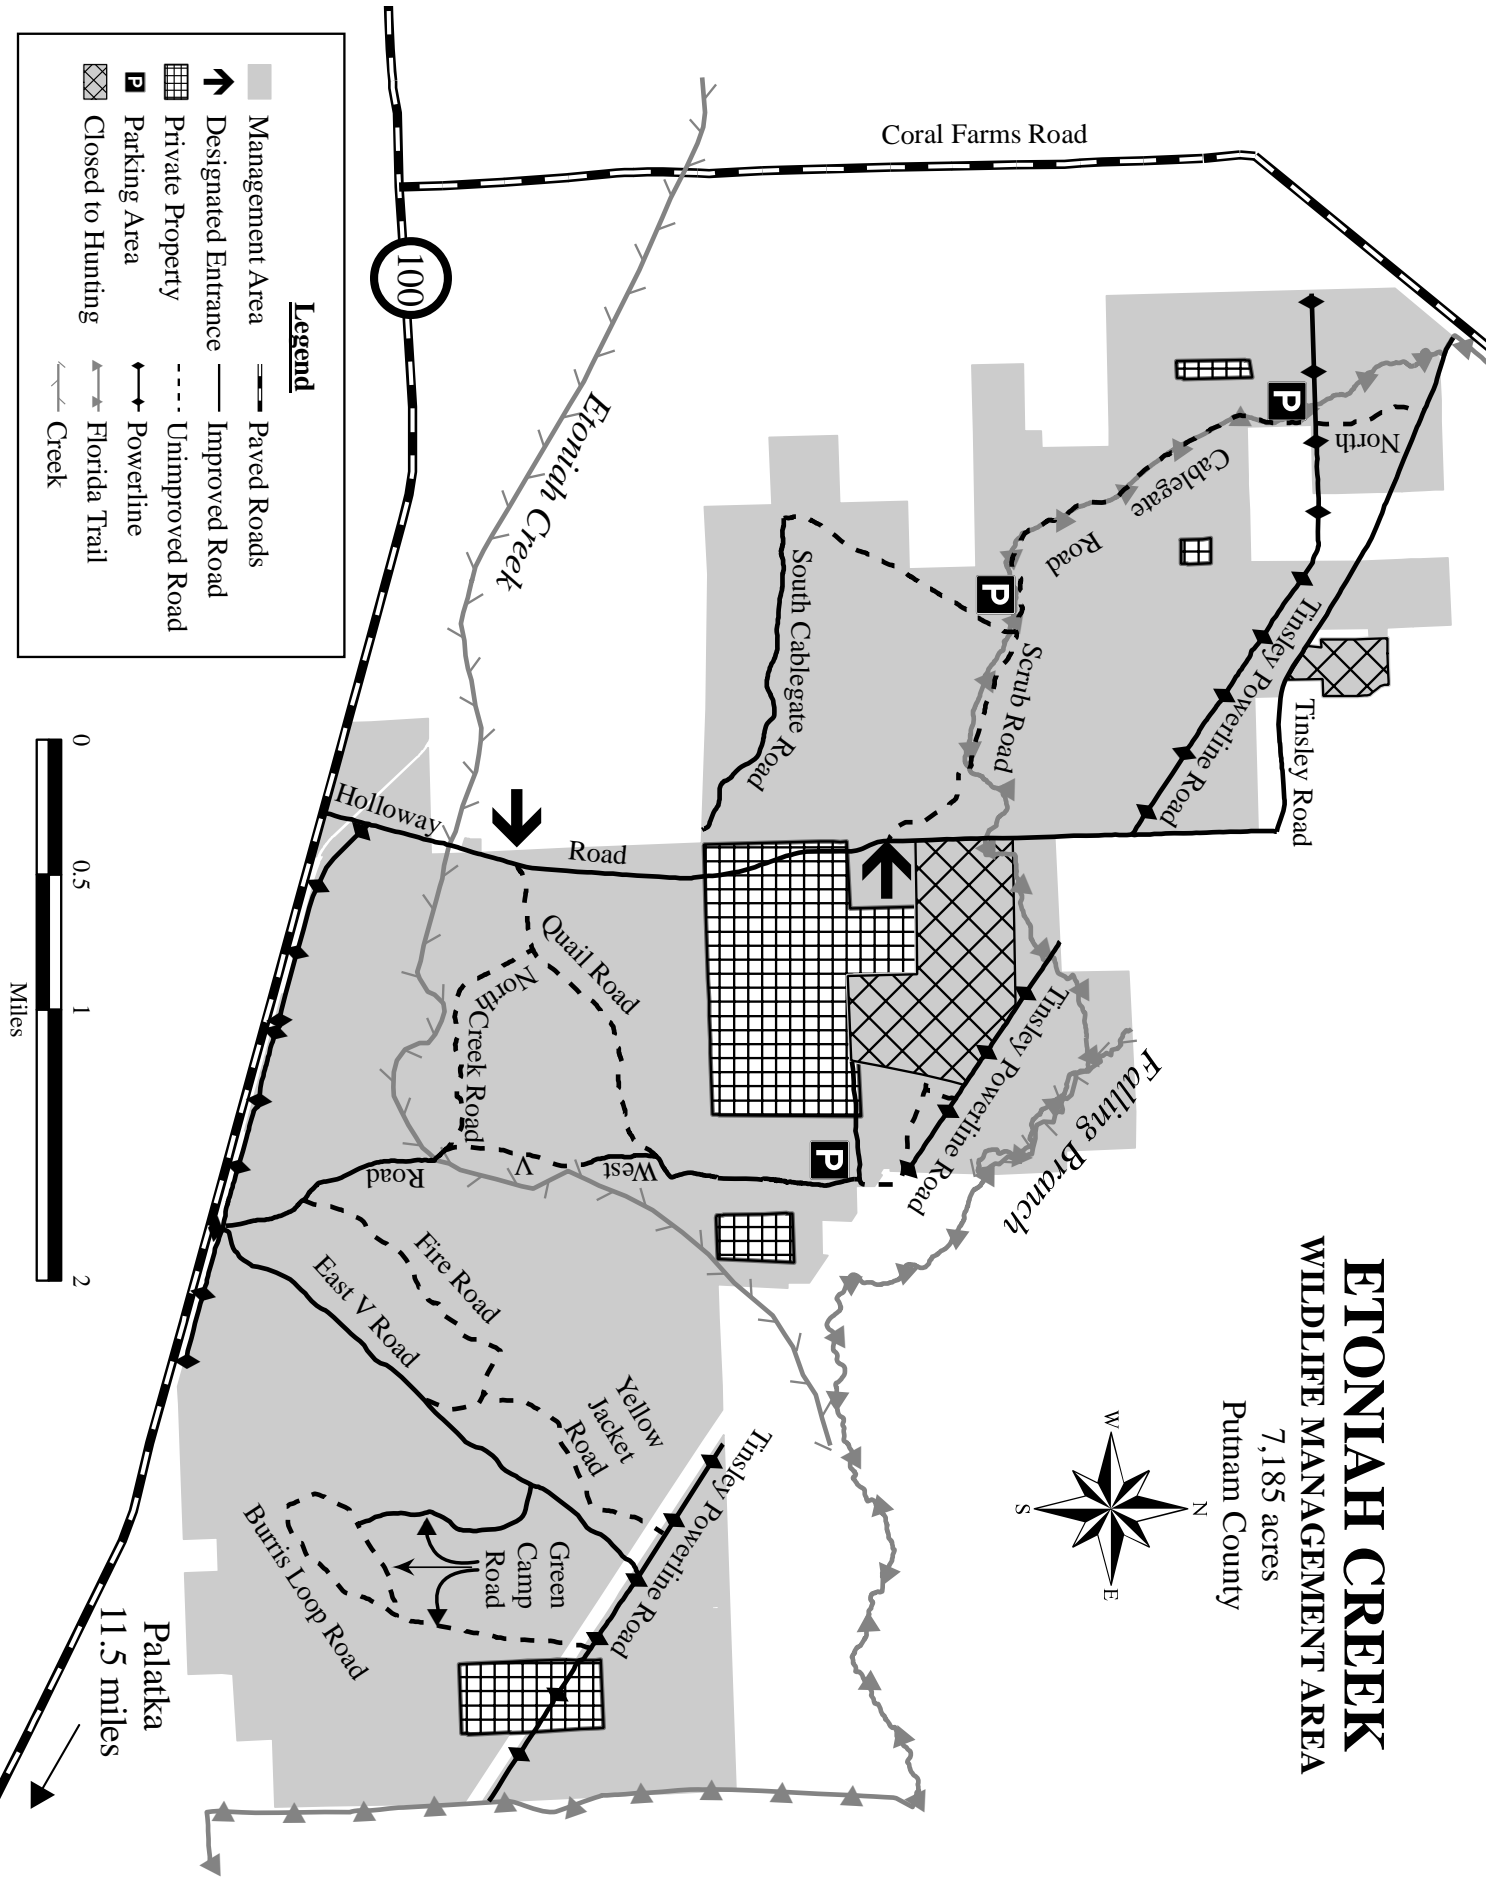 ETONIAH CREEK
WILDLIFE MANAGEMENT AREA
7,185 acres
Putnam County
N
W
E
S
Coral Farms Road
100
Etoniah Creek
North
Cablegate
Road
P
P
Scrub Road
South Cablegate
Road
Tinsley Powerline Road
Tinsley Road
Holloway
Road
Quail Road
North
Creek Road
Tinsley Powerline Road
Falling Branch
P
West
V
Road
Fire Road
East V Road
Yellow
Jacket
Road
Tinsley Powerline Road
Green
Camp
Road
Burris Loop Road
Palatka
11.5 miles
Legend
Management Area
Designated Entrance
Private Property
P
Parking Area
Closed to Hunting
Paved Roads
Improved Road
Unimproved Road
Powerline
Florida Trail
Creek
0
0.5
1
2
Miles